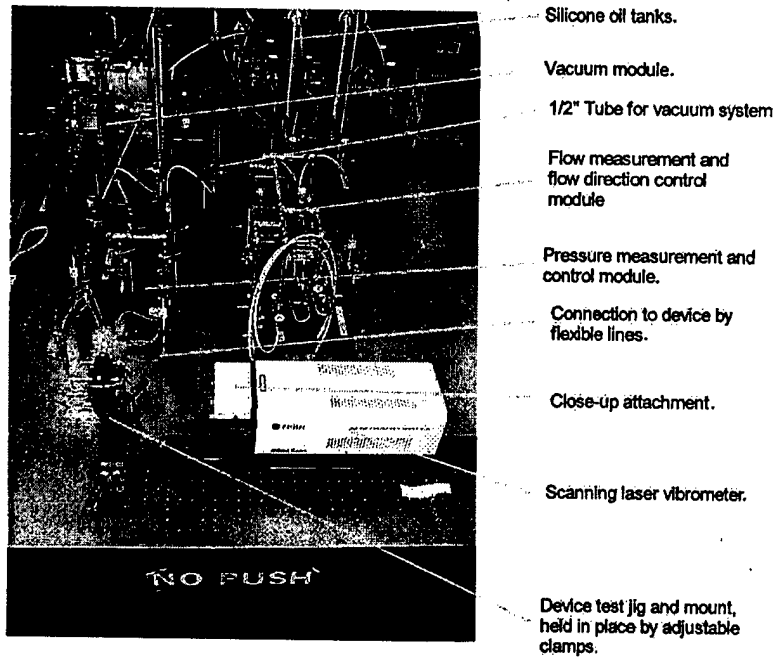 Silicone oil tanks.
Vacuum module.
1/2" Tube for vacuum system
Flow measurement and
flow direction control
module
Pressure measurement and
control module.
Connection to device by
flexible lines.
Close-up attachment.
Scanning laser vibrometer.
Device test jig and mount,
held in place by adjustable
clamps.
NO PUSH